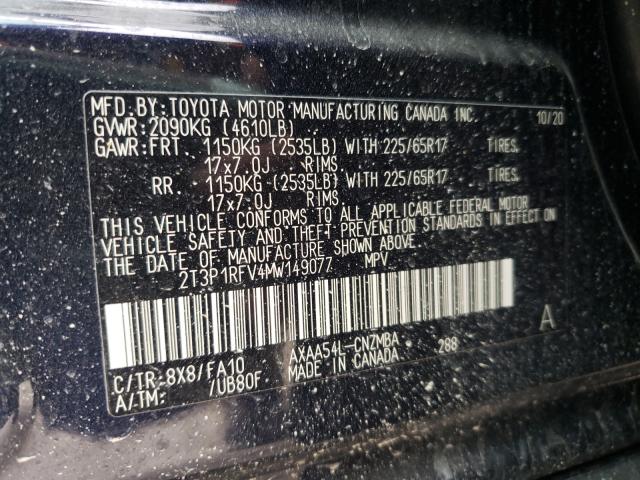 MFD.BY:TOYOTA MOTOR MANUFACTURING CANADA INC. 10/20
GVWR:2090KG (4610LB)
GAWR:FRT. 1150KG (2535LB) WITH 225/65R17 TIRES.
17x7.0J RIMS.
RR. 1150KG (2535LB) WITH 225/65R17 TIRES.
17x7.0J RIMS.
THIS VEHICLE CONFORMS TO ALL APPLICABLE FEDERAL MOTOR
VEHICLE SAFETY AND THEFT PREVENTION STANDARDS IN EFFECT ON
THE DATE OF MANUFACTURE SHOWN ABOVE.
2T3P1RFV4MW149077 MPV
A
C/TR:8X8/FA10 AXAA54L-CNZMBA 288
A/TM: /UB80F MADE IN CANADA